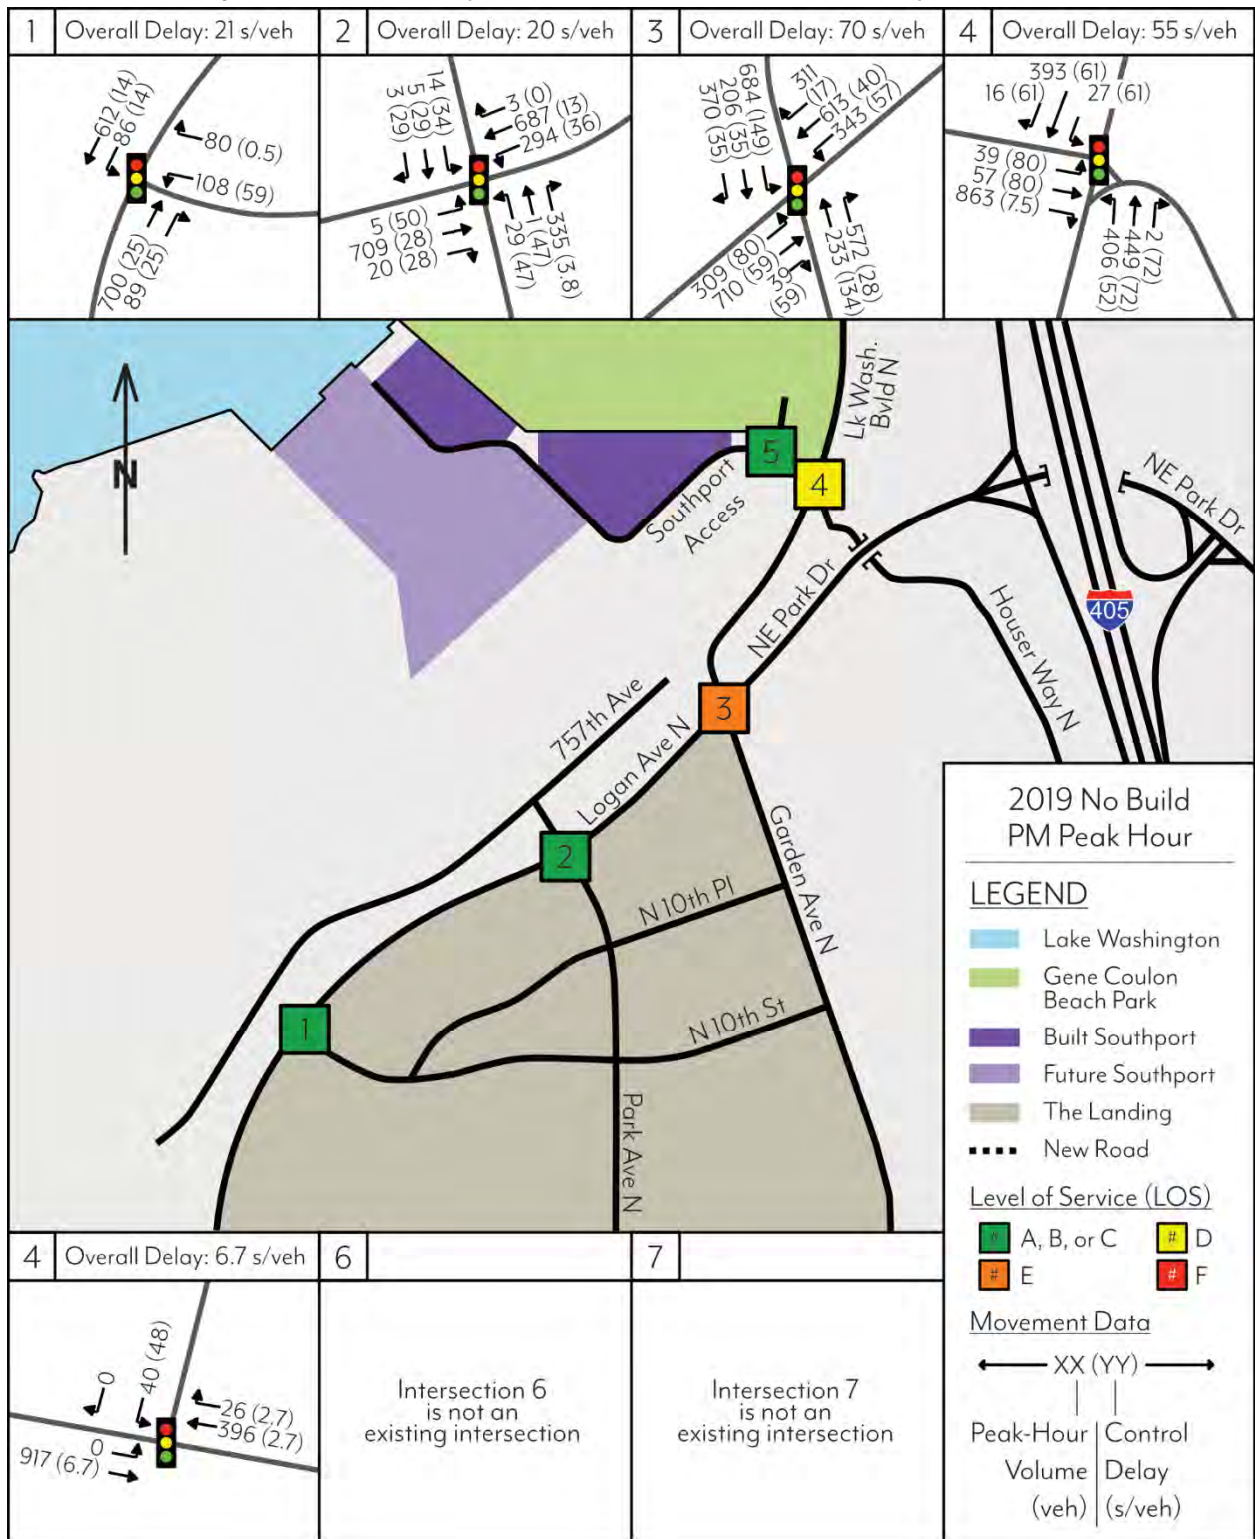 1 Overall Delay: 21 s/veh
2 Overall Delay: 20 s/veh
3 Overall Delay: 70 s/veh
4 Overall Delay: 55 s/veh
612 (14)
86 (14)
80 (0.5)
108 (59)
700 (25)
89 (25)
14 (34)
5 (29)
3 (29)
3 (0)
687 (13)
294 (36)
5 (50)
709 (28)
20 (28)
335 (3.8)
1 (47)
29 (47)
684 (149)
206 (35)
370 (35)
311
(17)
613 (40)
343 (57)
309 (80)
710 (59)
39
(59)
572 (28)
233 (134)
393 (61)
16 (61)
27 (61)
39 (80)
57 (80)
863 (7.5)
2 (72)
449 (72)
406 (52)
N
Lk Wash.
Bvld N
5
4
Southport
Access
NE Park Dr
NE Park Dr
405
Houser Way N
3
757th Ave
Logan Ave N
2
Garden Ave N
N 10th Pl
1
N 10th St
Park Ave N
2019 No Build
PM Peak Hour
LEGEND
Lake Washington
Gene Coulon
Beach Park
Built Southport
Future Southport
The Landing
New Road
Level of Service (LOS)
# A, B, or C
# D
# E
# F
Movement Data
XX (YY)
Peak-Hour Control
Volume Delay
(veh) (s/veh)
4 Overall Delay: 6.7 s/veh
6
7
0
40 (48)
26 (2.7)
396 (2.7)
0
917 (6.7)
Intersection 6
is not an
existing intersection
Intersection 7
is not an
existing intersection